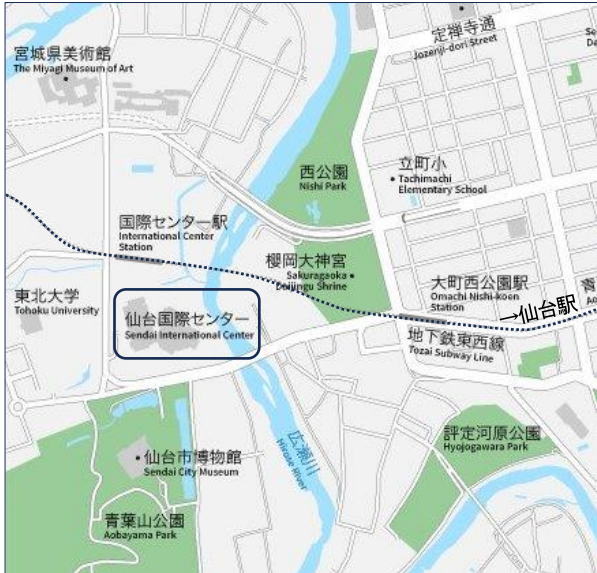 定禅寺通
Jozenji-dori Street
宮城県美術館
The Miyagi Museum of Art
Se
Da
西公園
Nishi Park
立町小
Tachimachi
Elementary School
国際センター駅
International Center
Station
櫻岡大神宮
Sakuragaoka
Daijingu Shrine
大町西公園駅
Omachi Nishi-koen
Station
青
Ao
→仙台駅
東北大学
Tohoku University
仙台国際センター
Sendai International Center
地下鉄東西線
Tozai Subway Line
広瀬川
Hirose River
評定河原公園
Hyojogawara Park
仙台市博物館
Sendai City Museum
青葉山公園
Aobayama Park